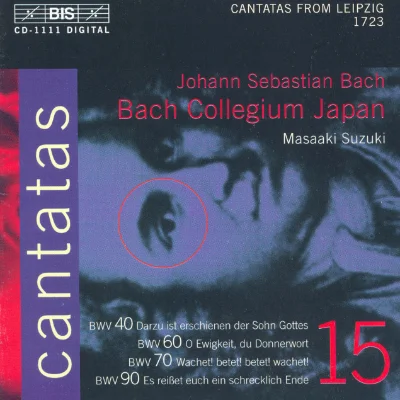 BIS
CD-1111 DIGITAL
CANTATAS FROM LEIPZIG
1723
Johann Sebastian Bach
Bach Collegium Japan
Masaaki Suzuki
cantatas
BWV 40 Darzu ist erschienen der Sohn Gottes
BWV 60 O Ewigkeit, du Donnerwort
BWV 70 Wachet! betet! betet! wachet!
BWV 90 Es reißet euch ein schrecklich Ende
15